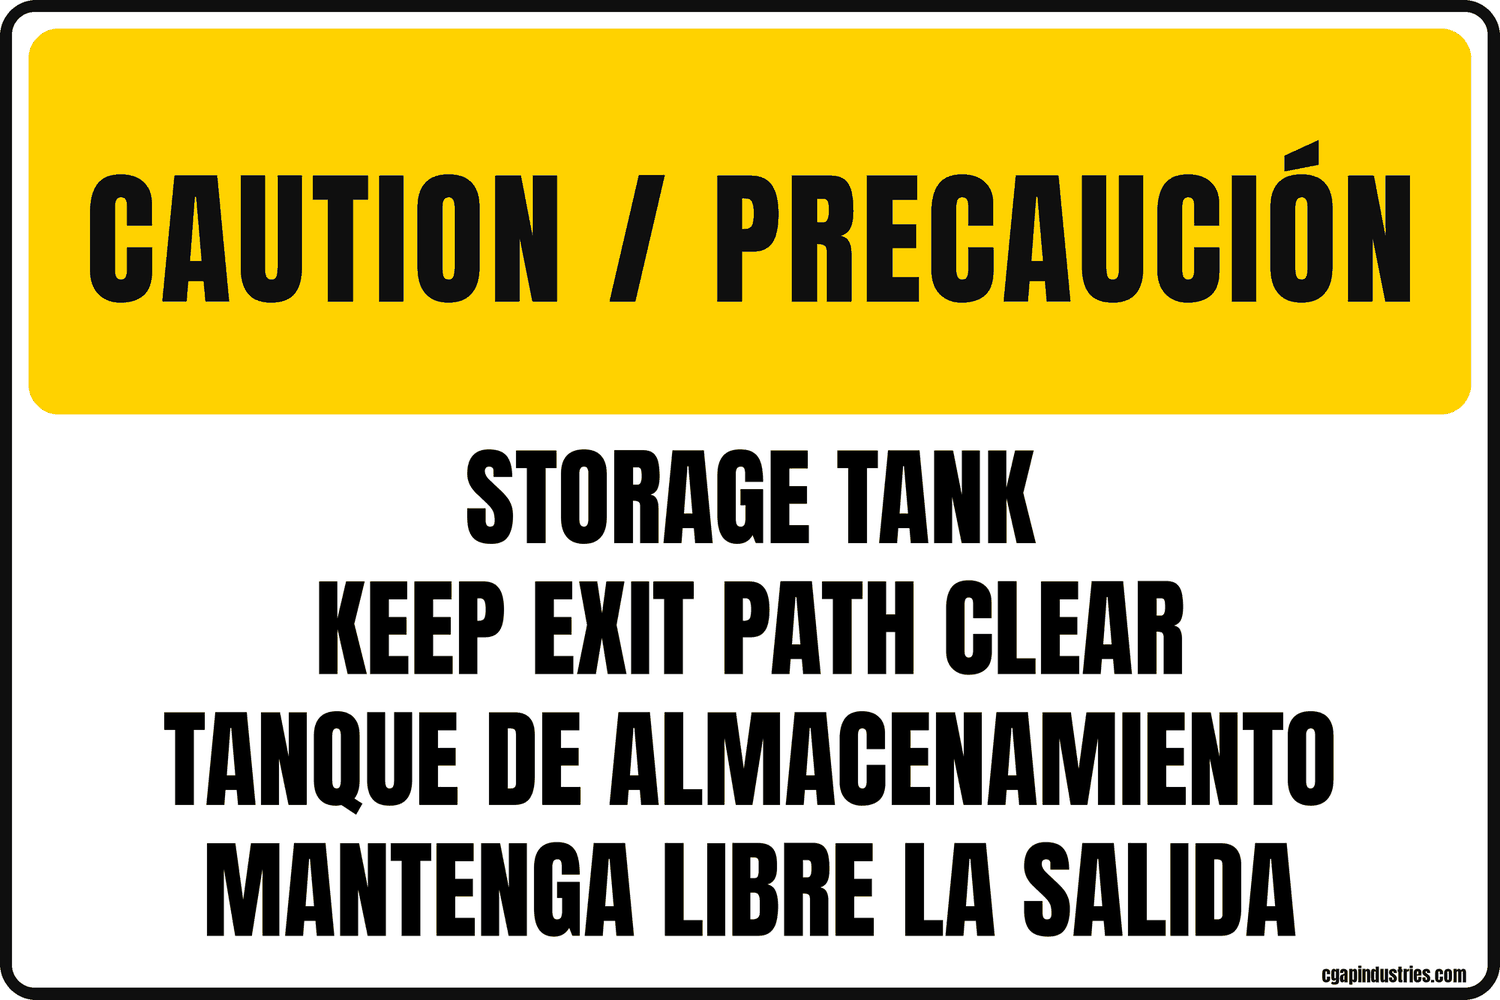 CAUTION / PRECAUCIÓN
STORAGE TANK
KEEP EXIT PATH CLEAR
TANQUE DE ALMACENAMIENTO
MANTENGA LIBRE LA SALIDA
cgapindustries.com